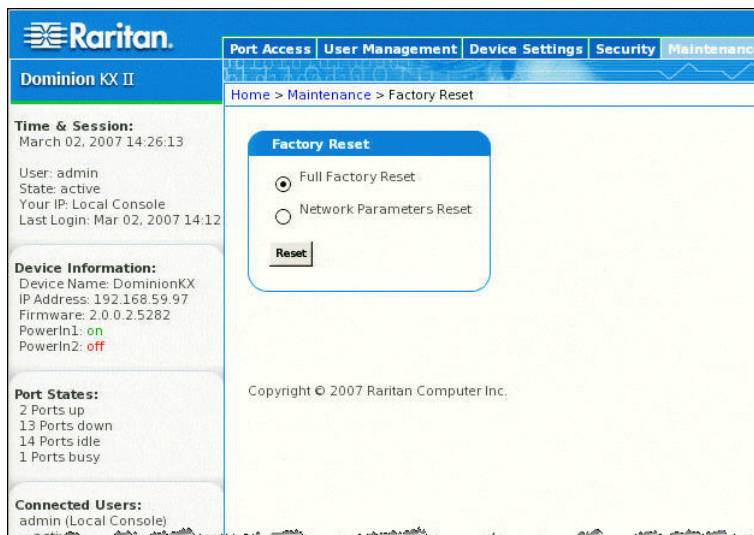 Raritan.
Dominion KX II
Port Access User Management Device Settings Security Maintenance
Home > Maintenance > Factory Reset
Time & Session:
March 02, 2007 14:26:13
User: admin
State: active
Your IP: Local Console
Last Login: Mar 02, 2007 14:12
Device Information:
Device Name: DominionKX
IP Address: 192.168.59.97
Firmware: 2.0.0.2.5282
PowerIn1: on
PowerIn2: off
Port States:
2 Ports up
13 Ports down
14 Ports idle
1 Ports busy
Connected Users:
admin (Local Console)
Factory Reset
Full Factory Reset
Network Parameters Reset
Reset
Copyright © 2007 Raritan Computer Inc.